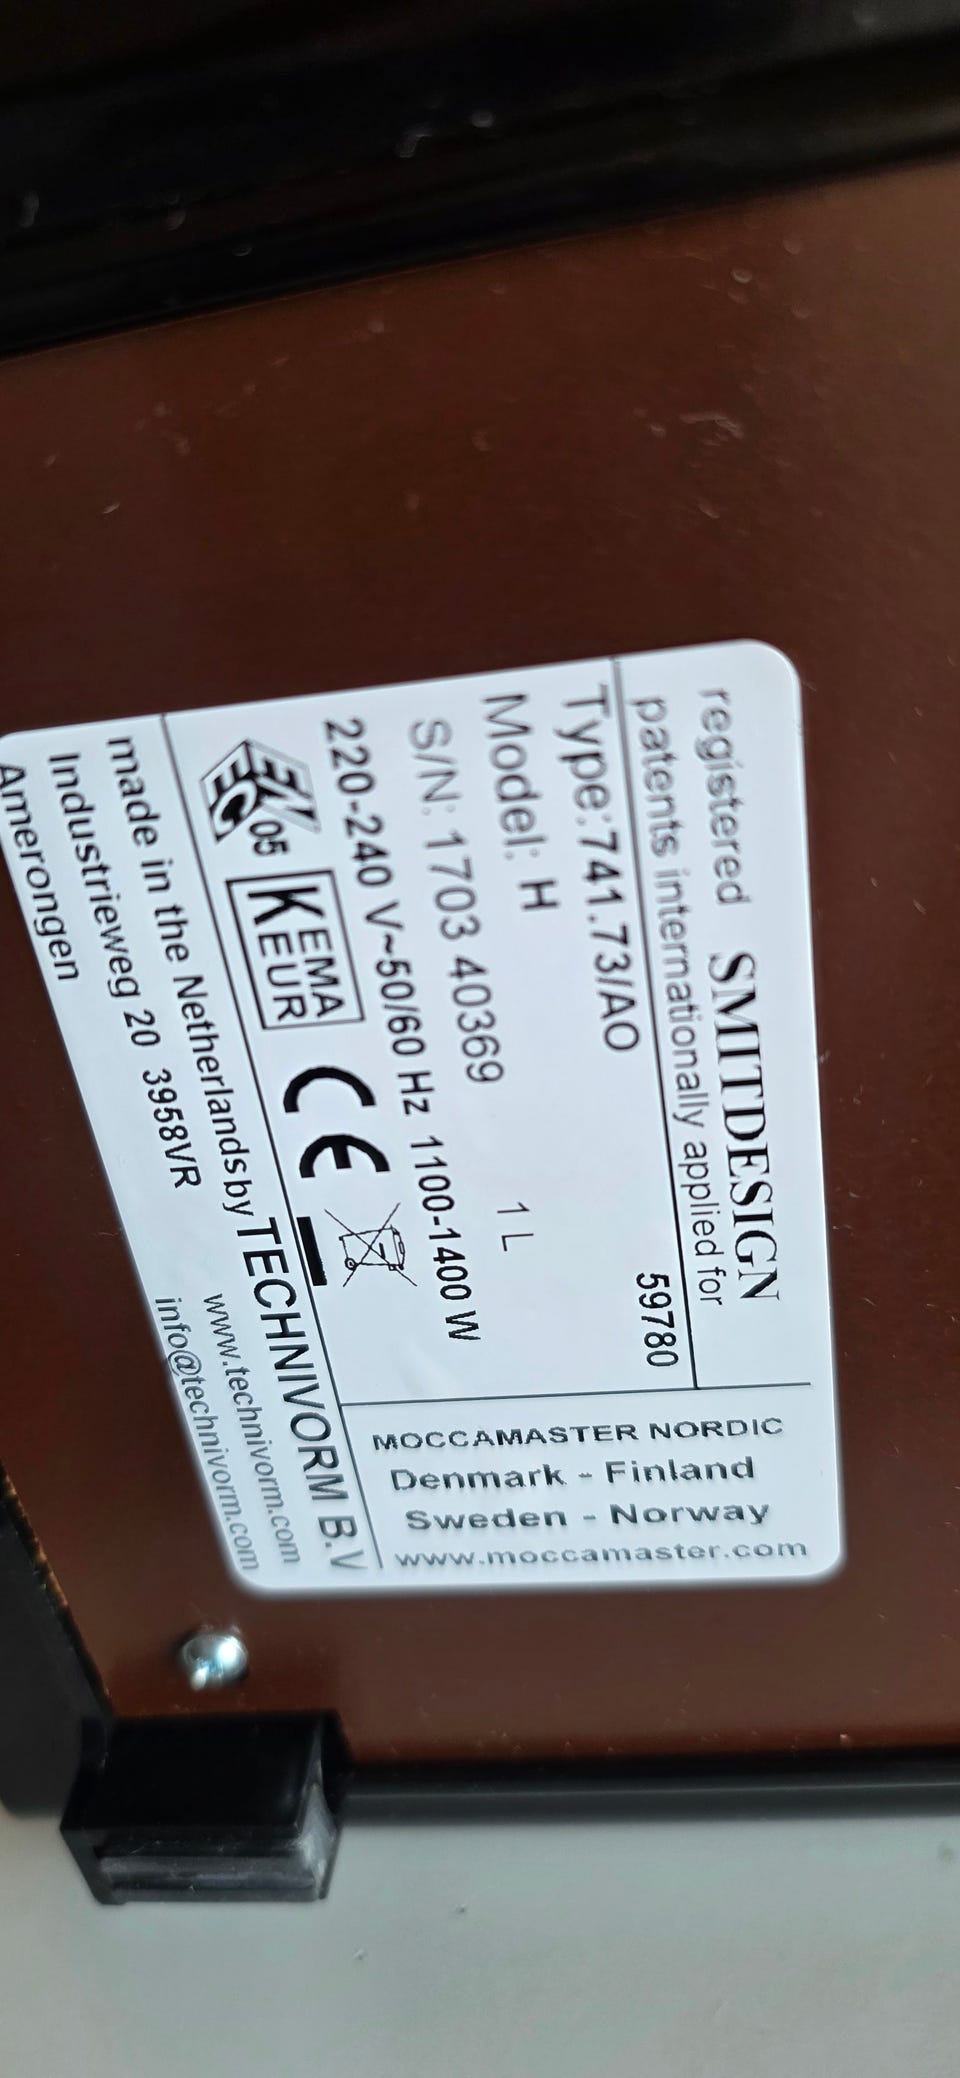 registered SMITDESIGN
patents internationally applied for
Type:741.73/AO 59780
Model: H 1 L
S/N: 1703 40369
220-240 V~50/60 Hz 1100-1400 W
ENEC 05 KEMA KEUR CE
made in the Netherlands by TECHNIVORM B.V
Industrieweg 20 3958VR www.technivorm.com
Amerongen info@technivorm.com
MOCCAMASTER NORDIC
Denmark - Finland
Sweden - Norway
www.moccamaster.com